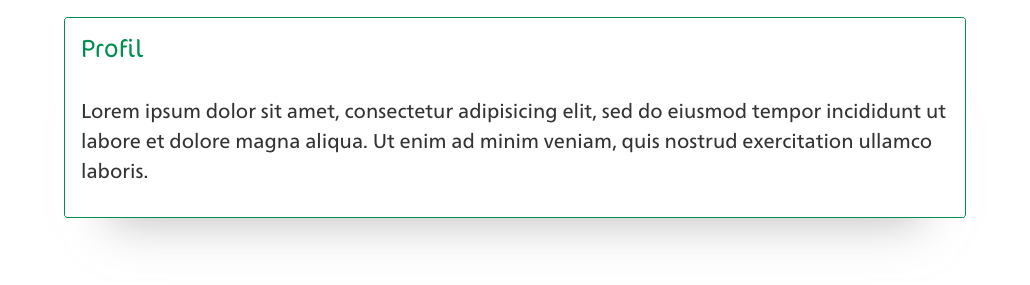 Profil
Lorem ipsum dolor sit amet, consectetur adipisicing elit, sed do eiusmod tempor incididunt ut
labore et dolore magna aliqua. Ut enim ad minim veniam, quis nostrud exercitation ullamco
laboris.